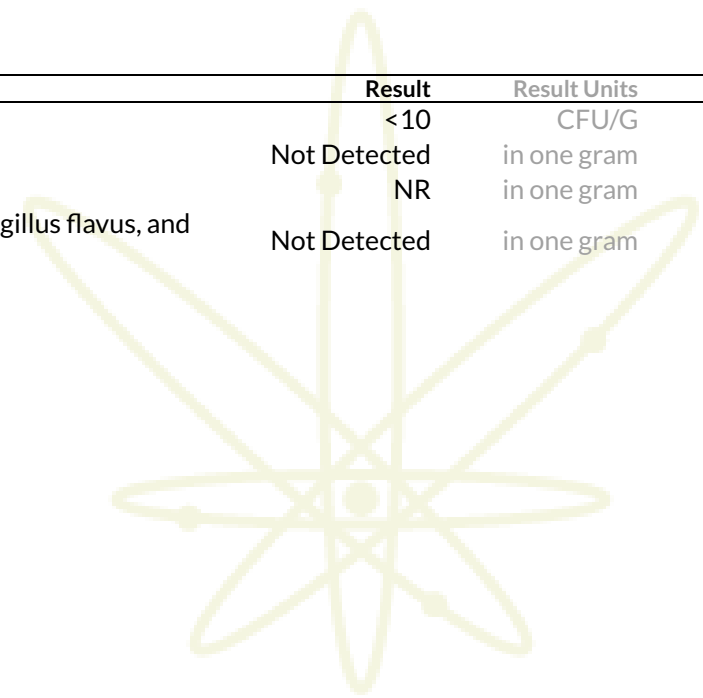 Result Result Units
<10 CFU/G
Not Detected in one gram
NR in one gram
gillus flavus, and
Not Detected in one gram